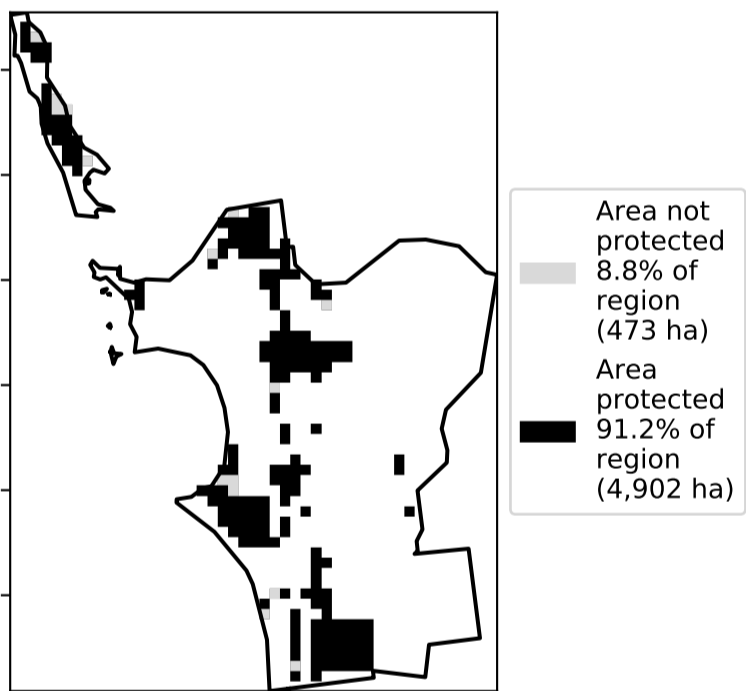 Area not
protected
8.8% of
region
(473 ha)
Area
protected
91.2% of
region
(4,902 ha)